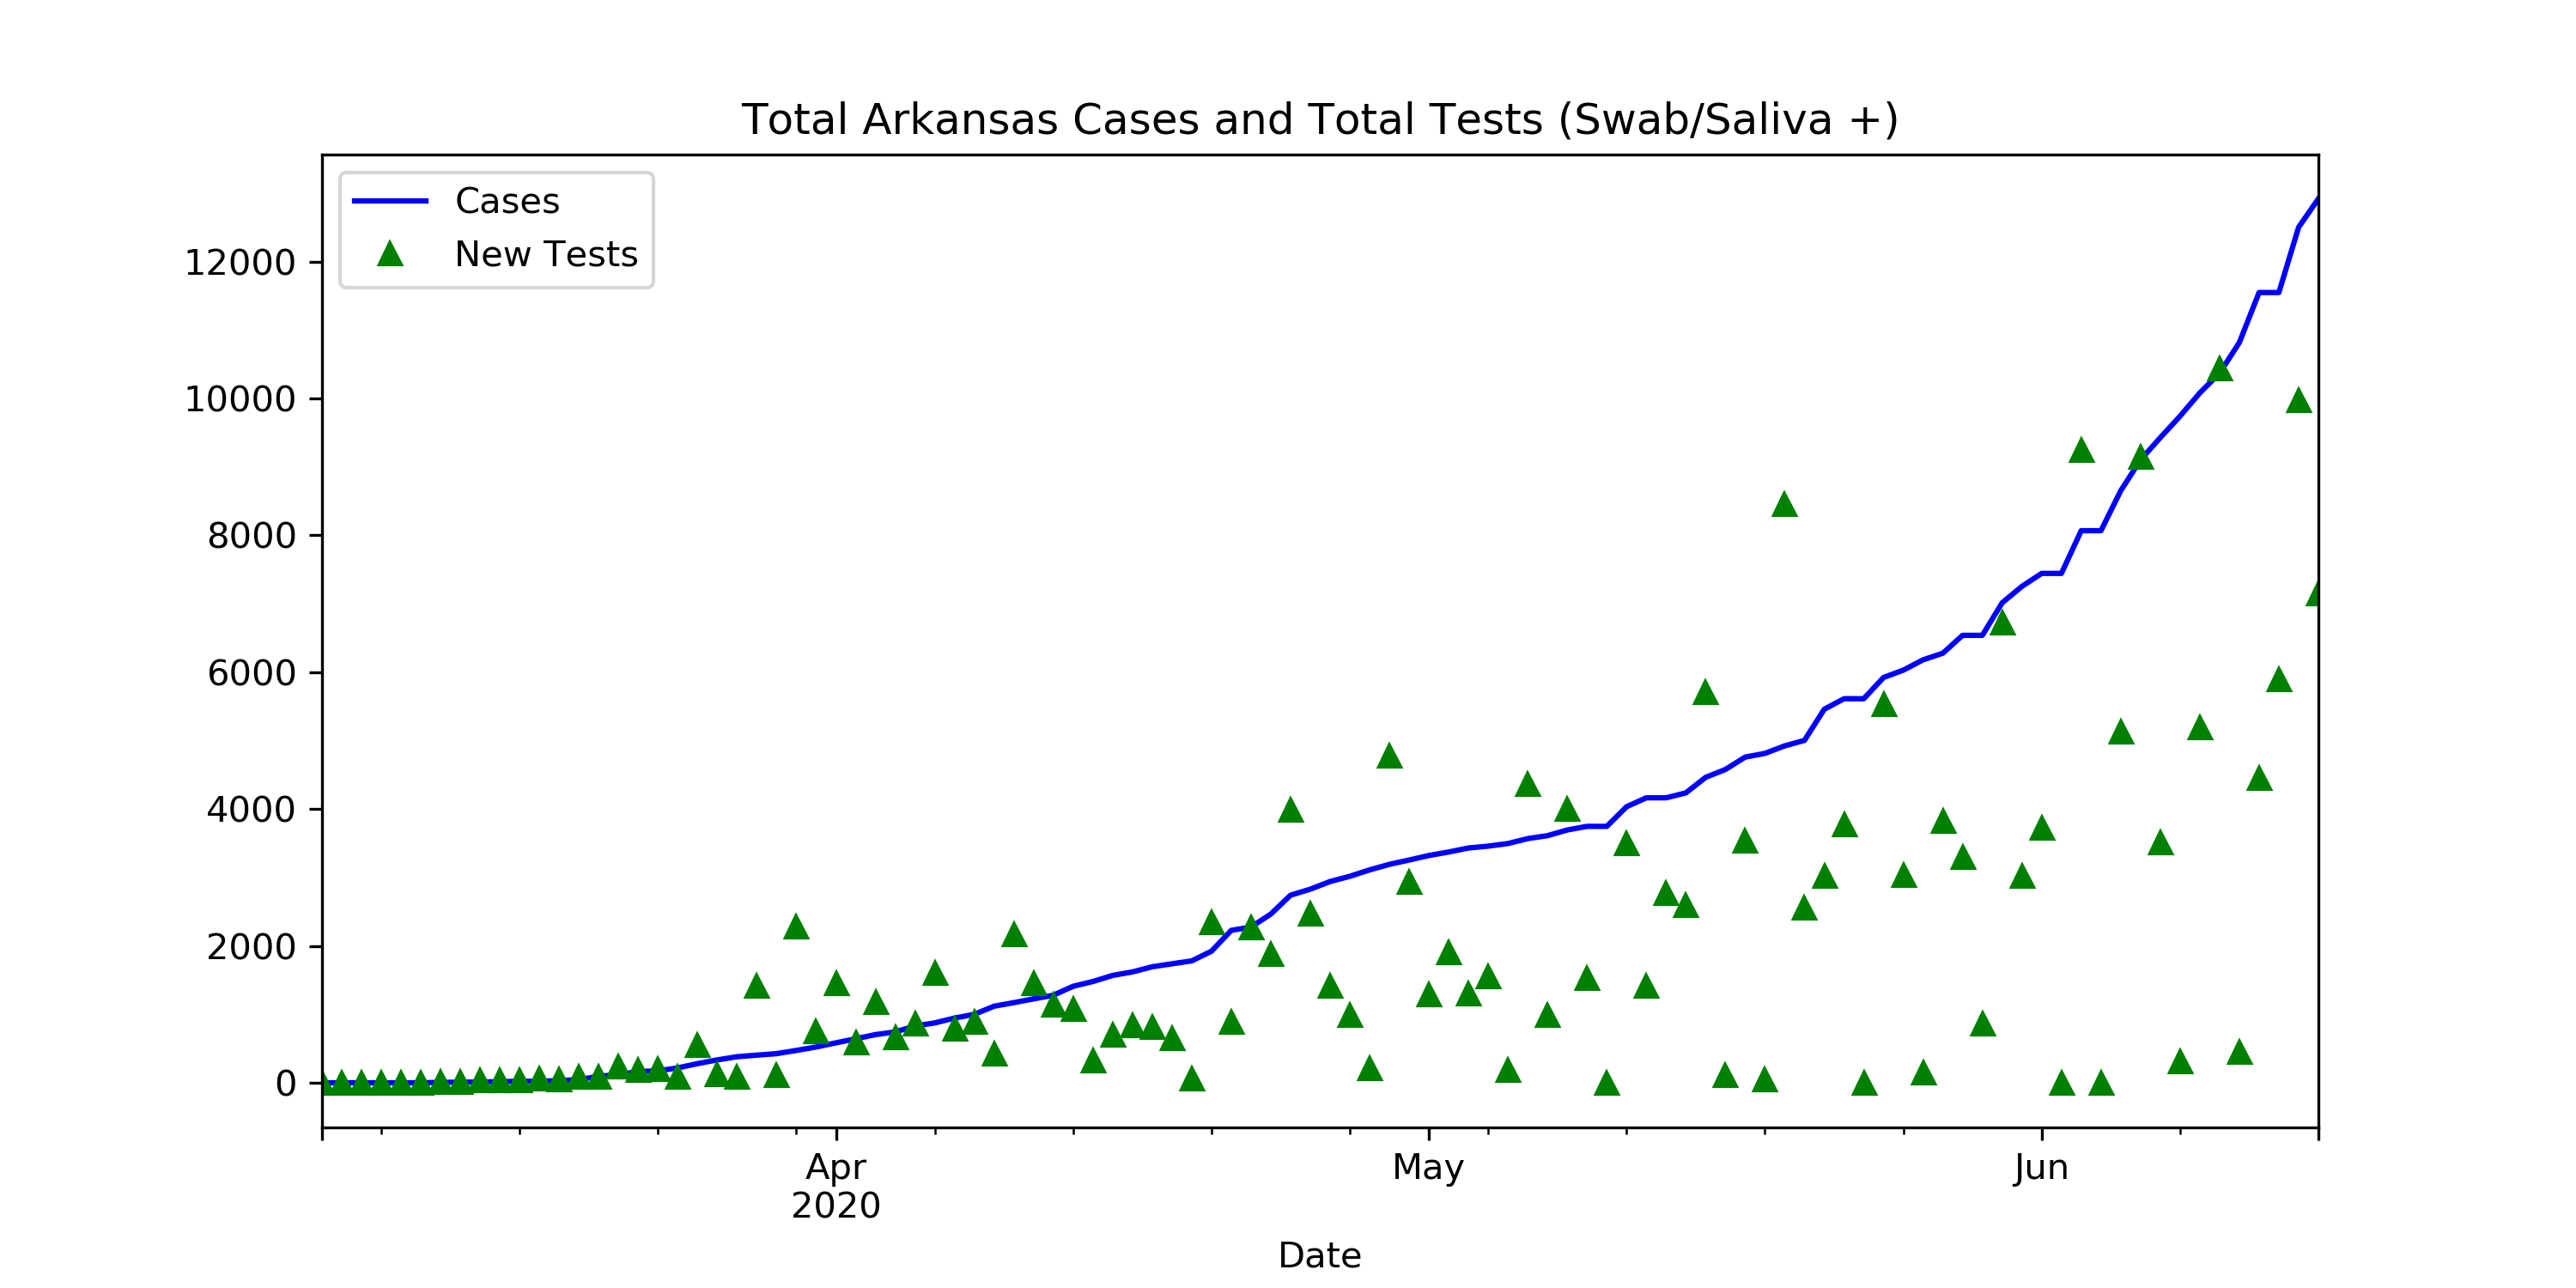 Total Arkansas Cases and Total Tests (Swab/Saliva +)
Cases
New Tests
12000
10000
8000
6000
4000
2000
0
Apr
2020
May
Jun
Date